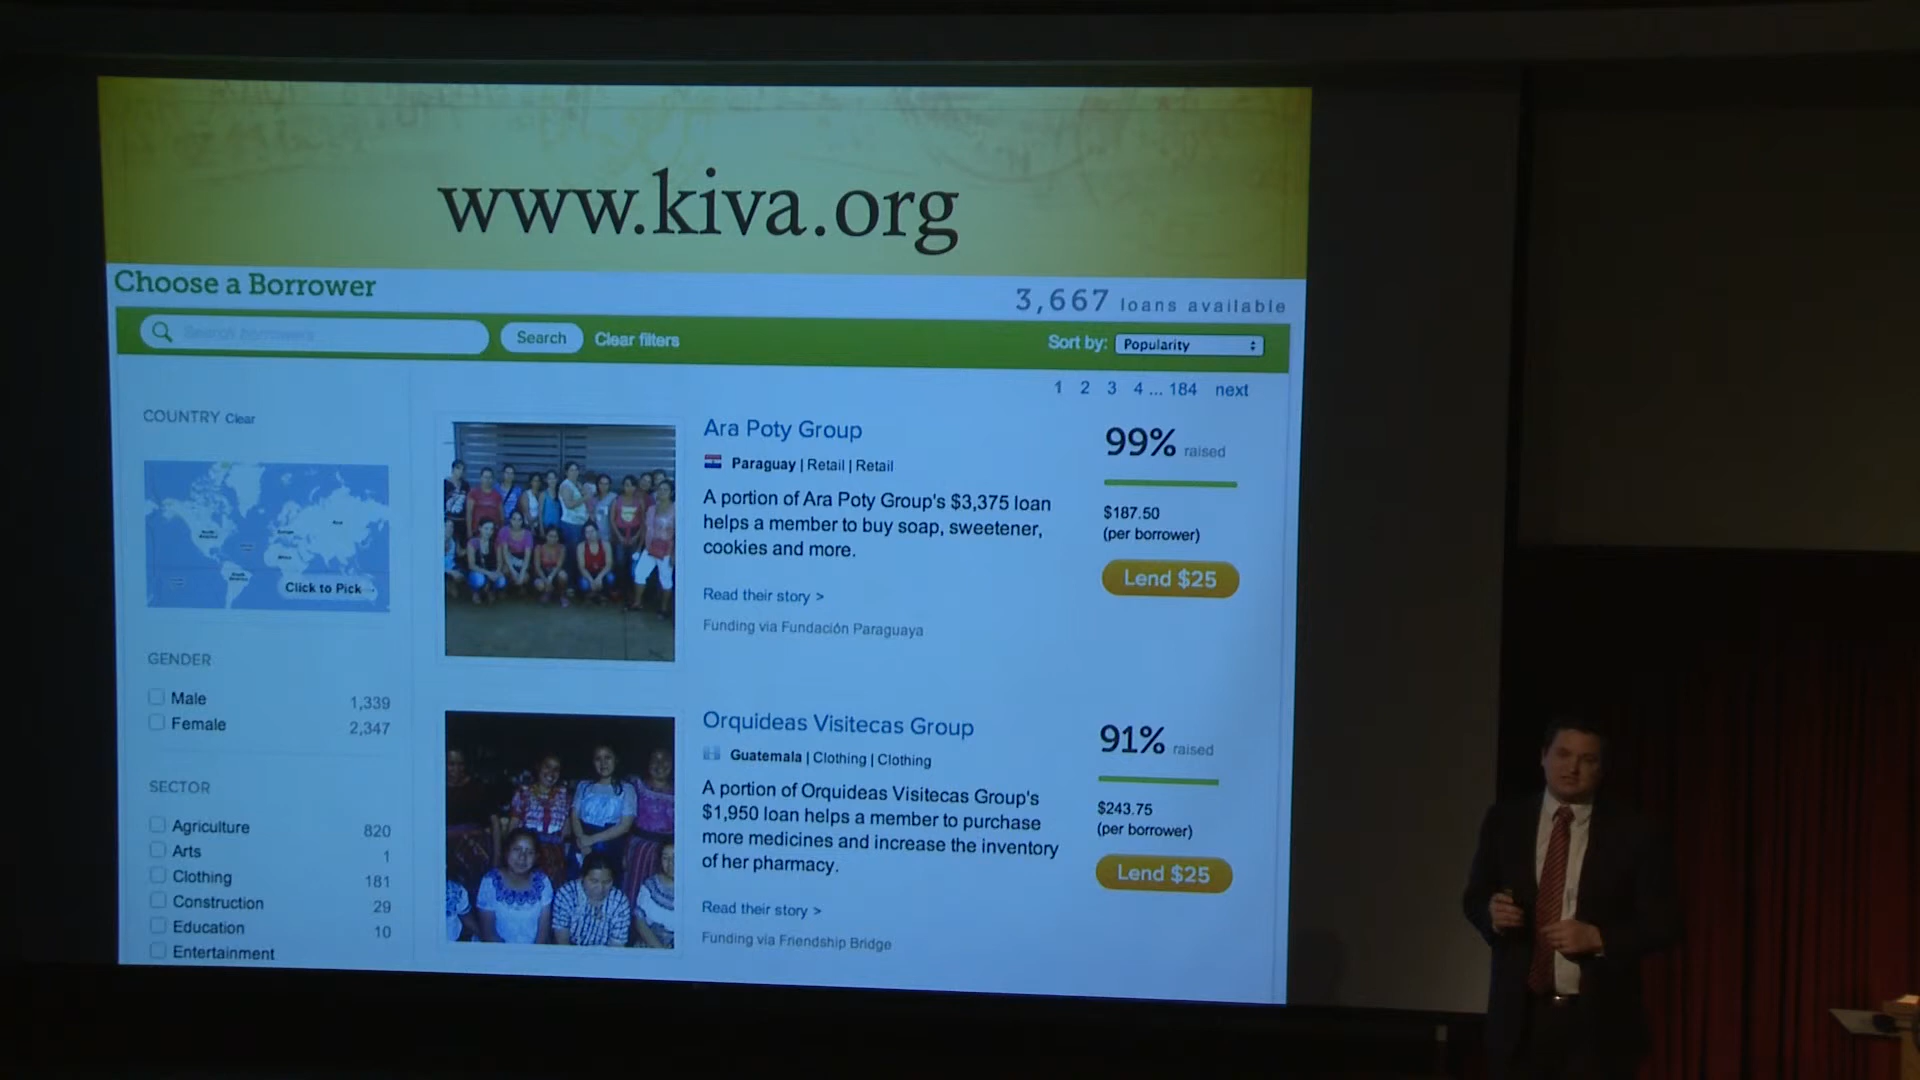 www.kiva.org
Choose a Borrower
3,667 loans available
Search borrowers
Search
Clear filters
Sort by:
Popularity
1 2 3 4 ... 184 next
COUNTRY Clear
Click to Pick
GENDER
Male 1,339
Female 2,347
SECTOR
Agriculture 820
Arts 1
Clothing 181
Construction 29
Education 10
Entertainment
Ara Poty Group
Paraguay | Retail | Retail
A portion of Ara Poty Group's $3,375 loan
helps a member to buy soap, sweetener,
cookies and more.
Read their story >
Funding via Fundación Paraguaya
99% raised
$187.50
(per borrower)
Lend $25
Orquideas Visitecas Group
Guatemala | Clothing | Clothing
A portion of Orquideas Visitecas Group's
$1,950 loan helps a member to purchase
more medicines and increase the inventory
of her pharmacy.
Read their story >
Funding via Friendship Bridge
91% raised
$243.75
(per borrower)
Lend $25